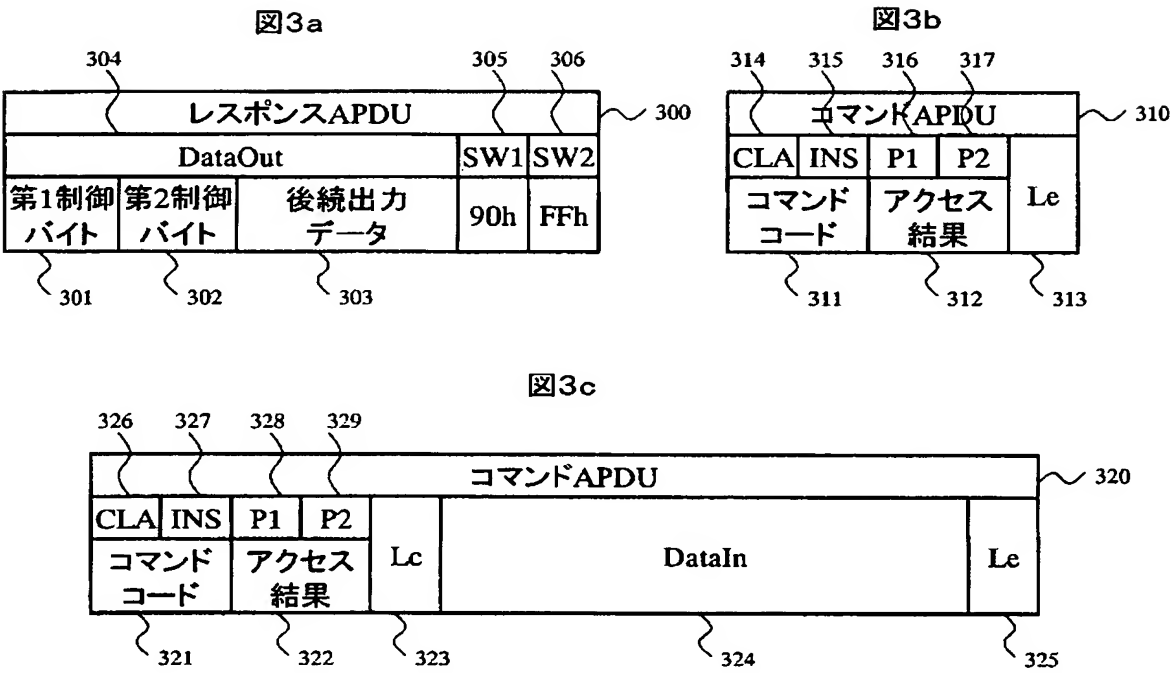 図3a
304 305 306
レスポンスAPDU 300
DataOut SW1 SW2
第1制御 第2制御 後続出力
バイト バイト データ 90h FFh
301 302 303
図3b
314 315 316 317
コマンドAPDU 310
CLA INS P1 P2
コマンド アクセス Le
コード 結果
311 312 313
図3c
326 327 328 329
コマンドAPDU 320
CLA INS P1 P2
コマンド アクセス Lc DataIn Le
コード 結果
321 322 323 324 325